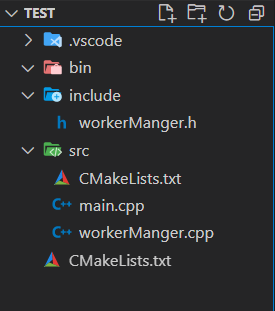 TEST
.vscode
bin
include
h workerManger.h
src
CMakeLists.txt
C++ main.cpp
C++ workerManger.cpp
CMakeLists.txt